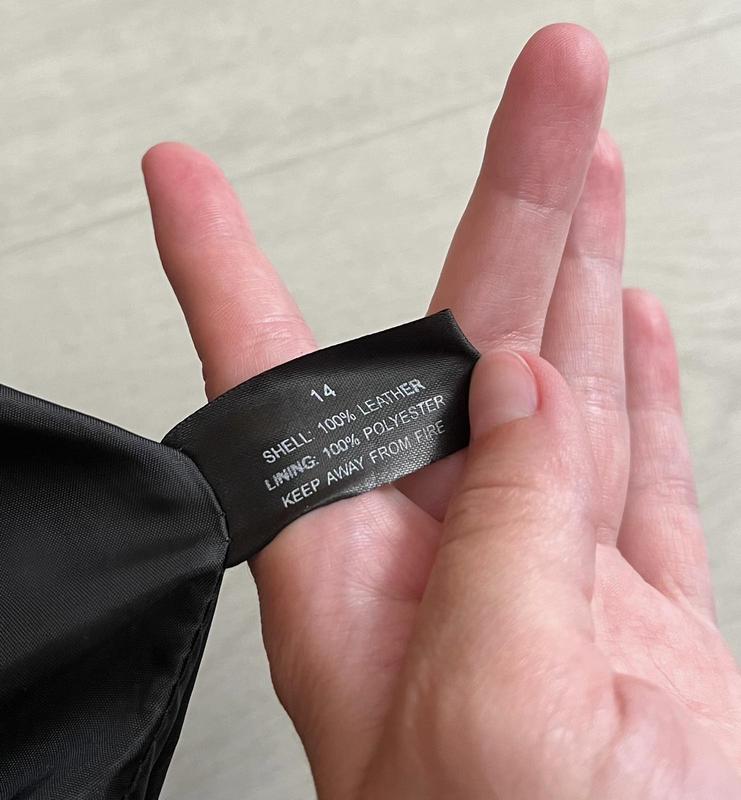 14
SHELL: 100% LEATHER
LINING: 100% POLYESTER
KEEP AWAY FROM FIRE